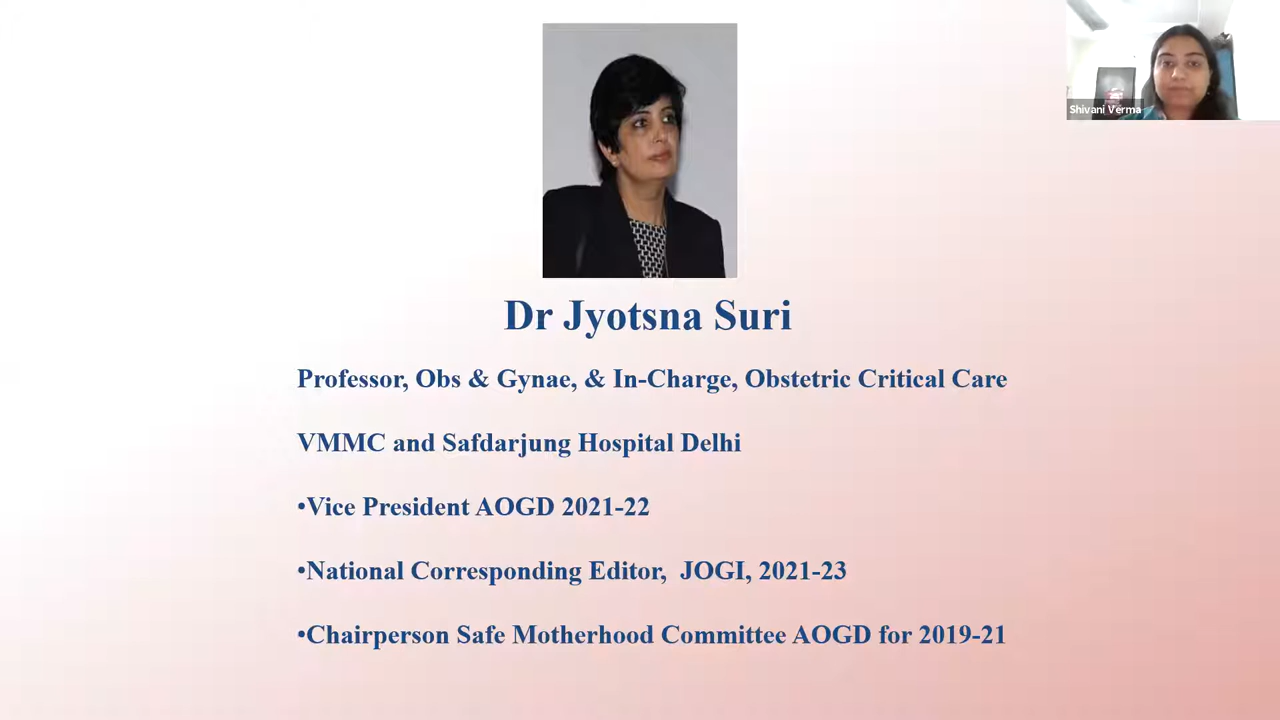 Shivani Verma
Dr Jyotsna Suri
Professor, Obs & Gynae, & In-Charge, Obstetric Critical Care
VMMC and Safdarjung Hospital Delhi
•Vice President AOGD 2021-22
•National Corresponding Editor, JOGI, 2021-23
•Chairperson Safe Motherhood Committee AOGD for 2019-21